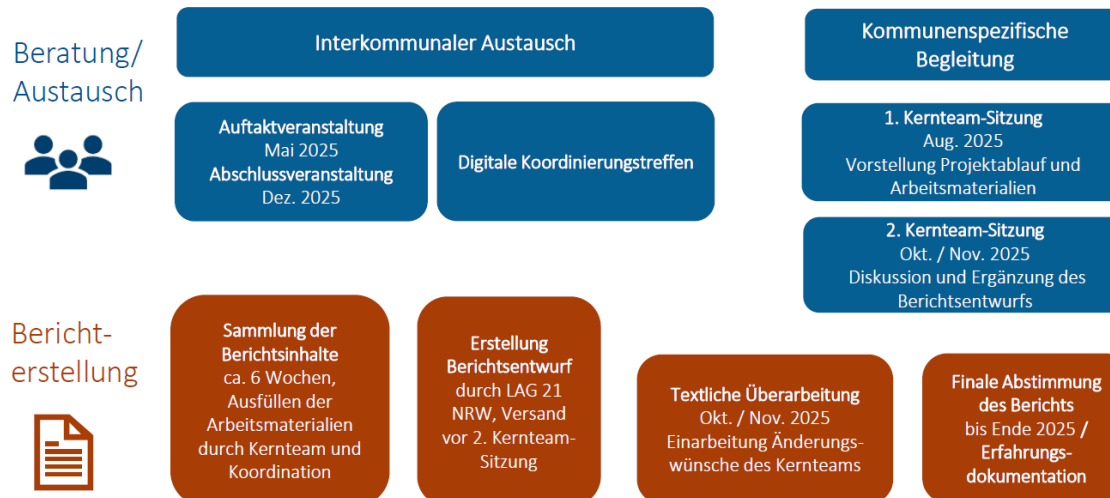 Beratung/
Austausch
Interkommunaler Austausch
Kommunenspezifische
Begleitung
Auftaktveranstaltung
Mai 2025
Abschlussveranstaltung
Dez. 2025
Digitale Koordinierungstreffen
1. Kernteam-Sitzung
Aug. 2025
Vorstellung Projektablauf und
Arbeitsmaterialien
2. Kernteam-Sitzung
Okt. / Nov. 2025
Diskussion und Ergänzung des
Berichtsentwurfs
Bericht-
erstellung
Sammlung der
Berichtsinhalte
ca. 6 Wochen,
Ausfüllen der
Arbeitsmaterialien
durch Kernteam und
Koordination
Erstellung
Berichtsentwurf
durch LAG 21
NRW, Versand
vor 2. Kernteam-
Sitzung
Textliche Überarbeitung
Okt. / Nov. 2025
Einarbeitung Änderungs-
wünsche des Kernteams
Finale Abstimmung
des Berichts
bis Ende 2025 /
Erfahrungs-
dokumentation